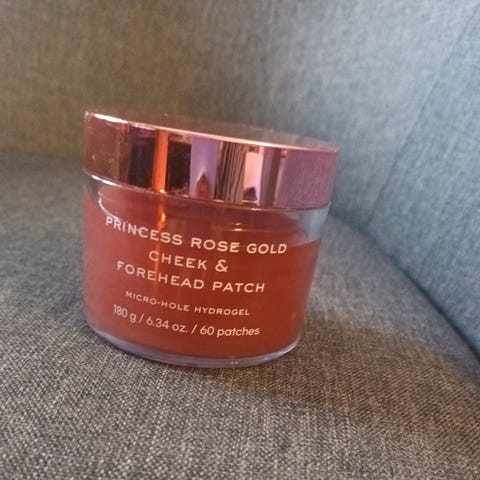 PRINCESS ROSE GOLD
CHEEK &
FOREHEAD PATCH
MICRO-HOLE HYDROGEL
180 g / 6.34 oz. / 60 patches